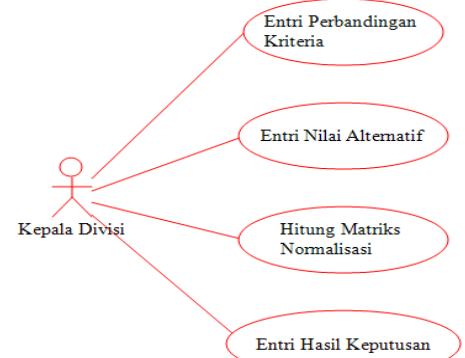 Entri Perbandingan
Kriteria
Entri Nilai Alternatif
Kepala Divisi
Hitung Matriks
Normalisasi
Entri Hasil Keputusan